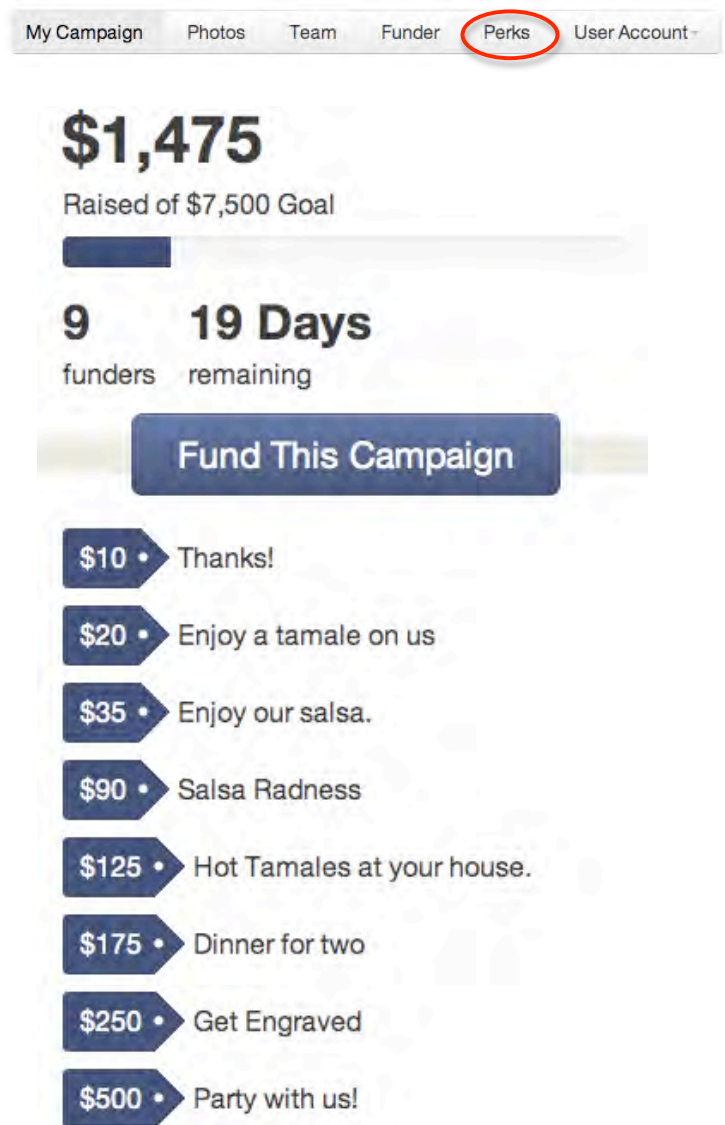 My Campaign Photos Team Funder Perks User Account
$1,475
Raised of $7,500 Goal
9 19 Days
funders remaining
Fund This Campaign
$10 Thanks!
$20 Enjoy a tamale on us
$35 Enjoy our salsa.
$90 Salsa Radness
$125 Hot Tamales at your house.
$175 Dinner for two
$250 Get Engraved
$500 Party with us!